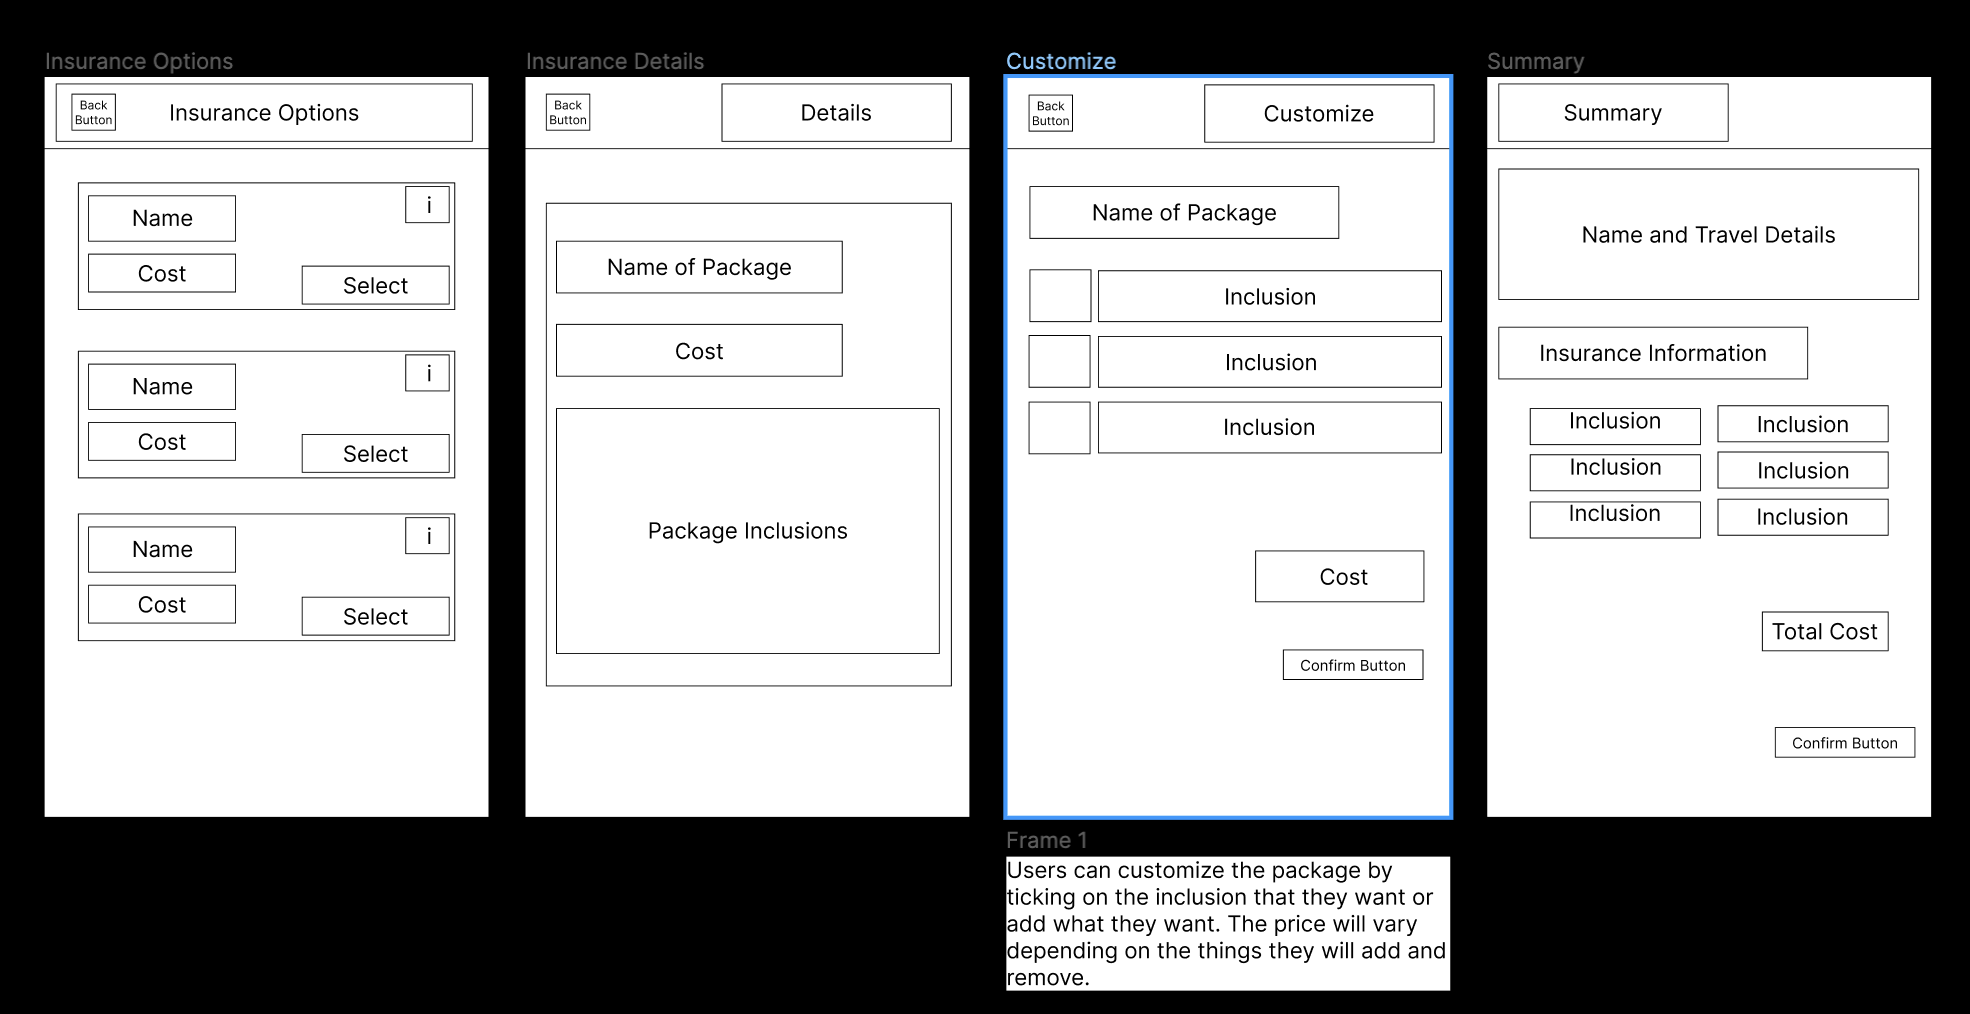 Insurance Options
Back
Button
Insurance Options
Name
i
Cost
Select
Name
i
Cost
Select
Name
i
Cost
Select
Insurance Details
Back
Button
Details
Name of Package
Cost
Package Inclusions
Customize
Back
Button
Customize
Name of Package
Inclusion
Inclusion
Inclusion
Cost
Confirm Button
Frame 1
Users can customize the package by
ticking on the inclusion that they want or
add what they want. The price will vary
depending on the things they will add and
remove.
Summary
Summary
Name and Travel Details
Insurance Information
Inclusion Inclusion
Inclusion Inclusion
Inclusion Inclusion
Total Cost
Confirm Button